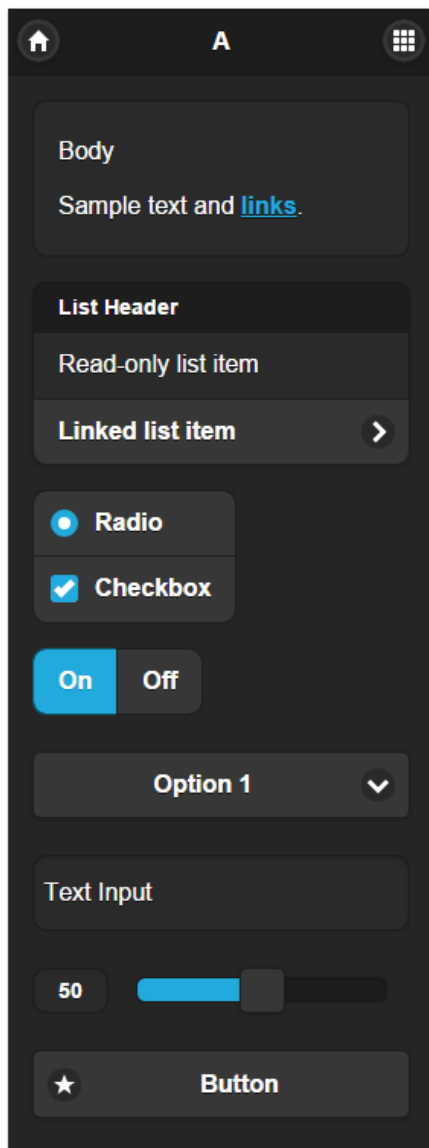 A
Body
Sample text and links.
List Header
Read-only list item
Linked list item
Radio
Checkbox
On Off
Option 1
Text Input
50
Button